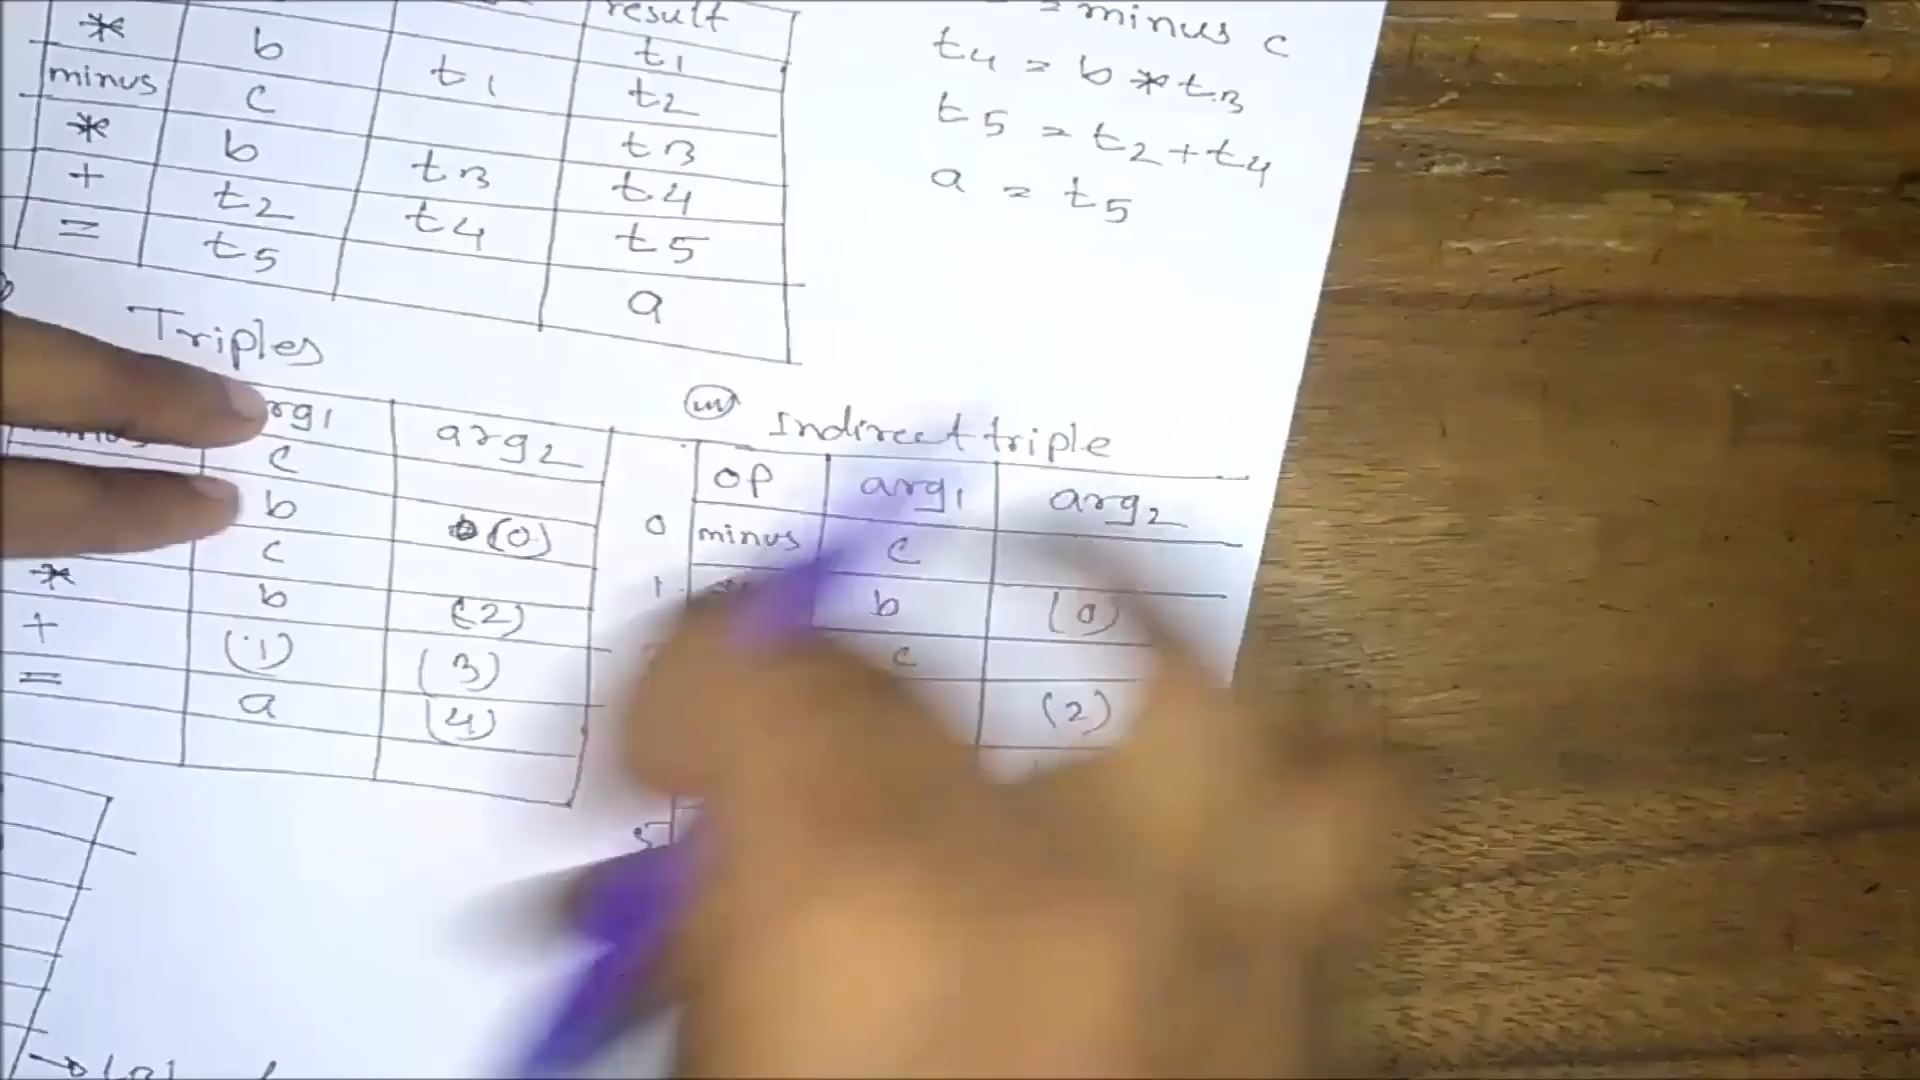 result
* b t1
minus c t1 t2
* b t3
+ t2 t3 t4
= t5 t4 t5
a
= minus c
t4 = b * t3
t5 = t2 + t4
a = t5
Triples
arg2
c
b (0)
c
* b (2)
+ (1) (3)
= a (4)
Indirect triple
op arg1 arg2
0 minus c
1 b (0)
c
(2)
5